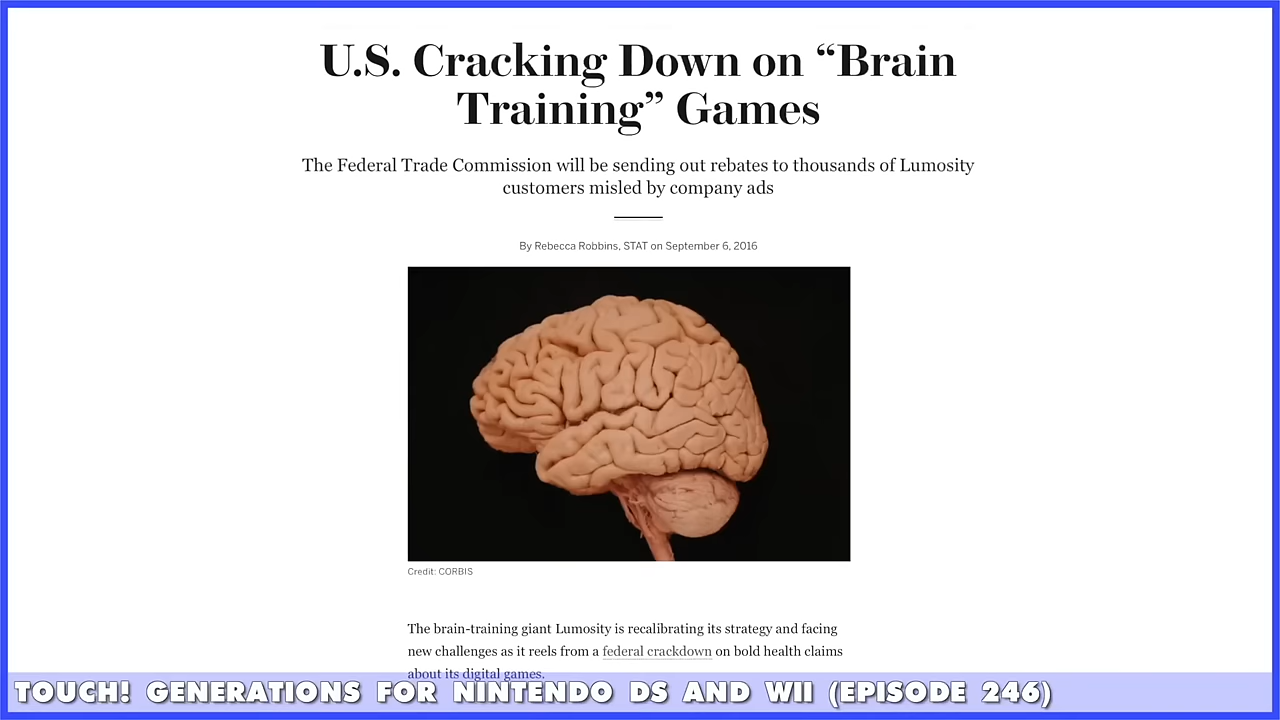 U.S. Cracking Down on “Brain
Training” Games
The Federal Trade Commission will be sending out rebates to thousands of Lumosity
customers misled by company ads
By Rebecca Robbins, STAT on September 6, 2016
Credit: CORBIS
The brain-training giant Lumosity is recalibrating its strategy and facing
new challenges as it reels from a federal crackdown on bold health claims
about its digital games.
TOUCH! GENERATIONS FOR NINTENDO DS AND WII (EPISODE 246)